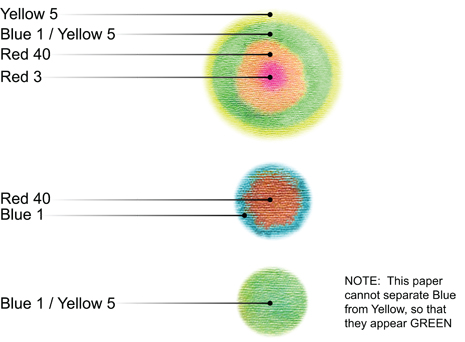 Yellow 5
Blue 1 / Yellow 5
Red 40
Red 3
Red 40
Blue 1
Blue 1 / Yellow 5
NOTE:  This paper
cannot separate Blue
from Yellow, so that
they appear GREEN